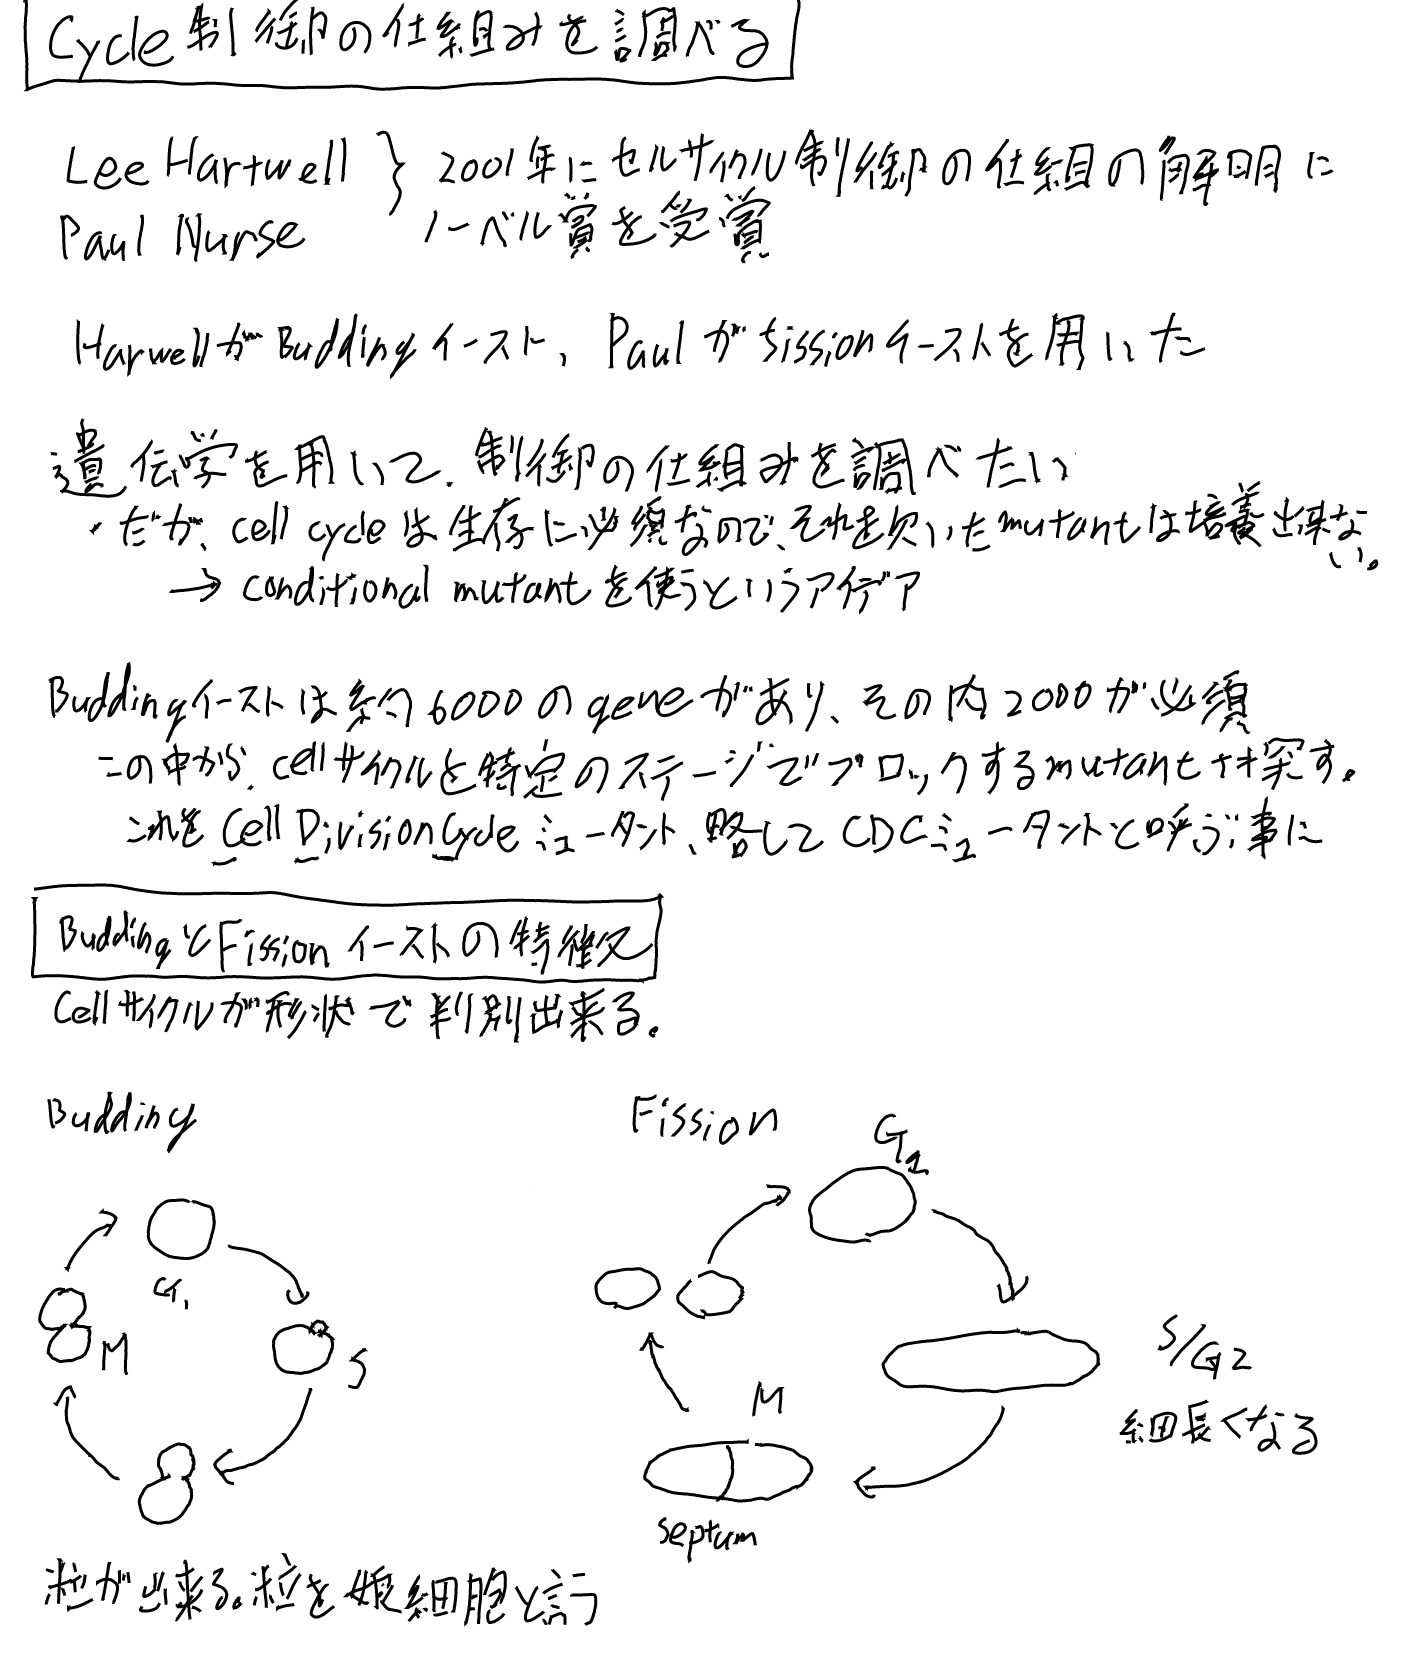 Cycle制御の仕組みを調べる
Lee Hartwell } 2001年にセルサイクル制御の仕組の解明に
Paul Nurse ノーベル賞を受賞
HarwellがBuddingイースト、Paulがfissionイーストを用いた
遺伝学を用いて、制御の仕組みを調べたい
・だが、cell cycleは生存に必須なので、それを欠いたmutantは培養出来な
い。
→ conditional mutantを使うというアイデア
Buddingイーストは約6000のgeneがあり、その内2000が必須
この中から、cellサイクルを特定のステージでブロックするmutantを探す。
これをCell Division Cycleミュータント、略してCDCミュータントと呼ぶ事に
BuddingとFissionイーストの特徴
Cellサイクルが形状で判別出来る。
Budding
Fission
G1
G1
M
S
S/G2
細長くなる
M
septum
粒が出来る。粒を娘細胞と言う